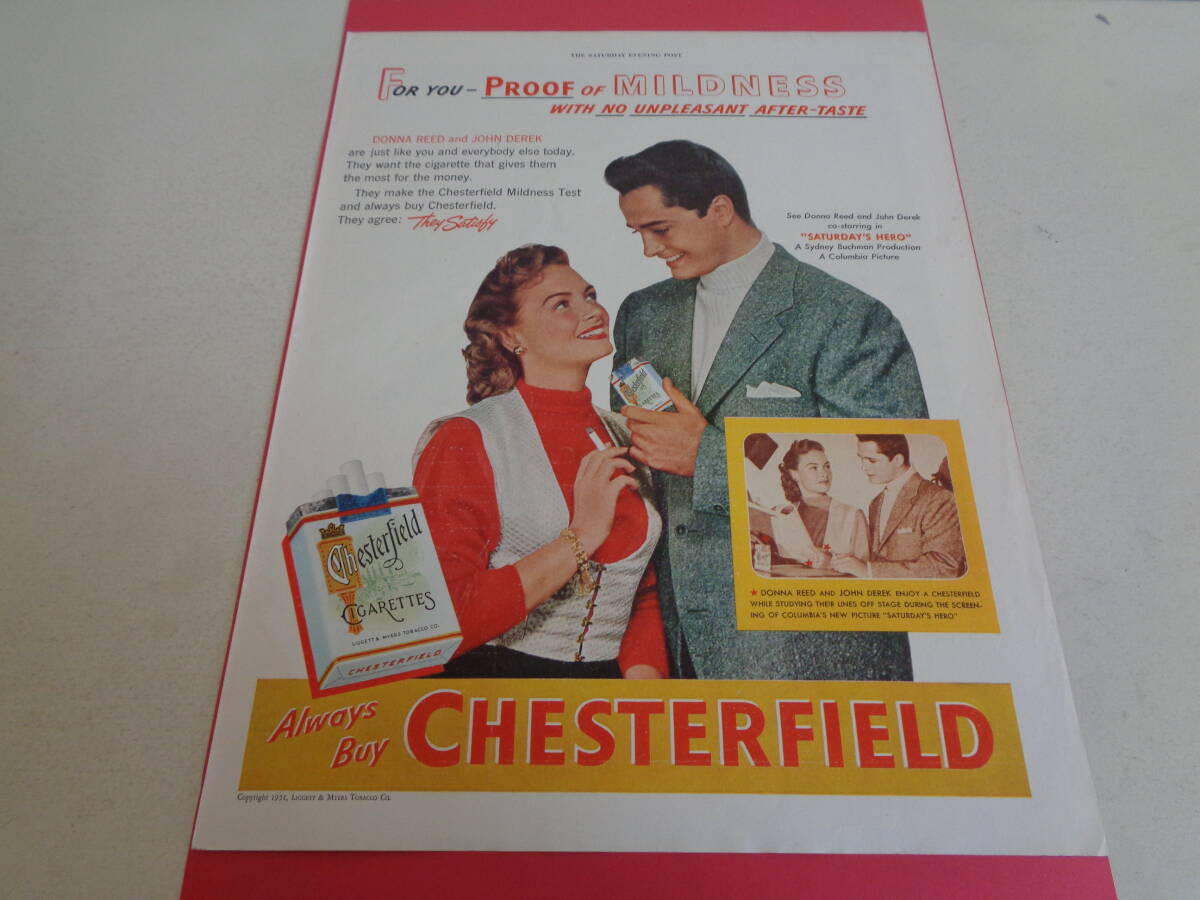 THE SATURDAY EVENING POST
FOR YOU – PROOF OF MILDNESS
WITH NO UNPLEASANT AFTER-TASTE
DONNA REED and JOHN DEREK
are just like you and everybody else today.
They want the cigarette that gives them
the most for the money.
They make the Chesterfield Mildness Test
and always buy Chesterfield.
They agree: They Satisfy
See Donna Reed and John Derek
co-starring in
"SATURDAY'S HERO"
A Sydney Buchman Production
A Columbia Picture
Chesterfield
CIGARETTES
Chesterfield
CIGARETTES
LIGGETT & MYERS TOBACCO CO.
CHESTERFIELD
★ DONNA REED AND JOHN DEREK ENJOY A CHESTERFIELD
WHILE STUDYING THEIR LINES OFF STAGE DURING THE SCREEN-
ING OF COLUMBIA'S NEW PICTURE "SATURDAY'S HERO"
Always
Buy
CHESTERFIELD
Copyright 1951, LIGGETT & MYERS TOBACCO CO.